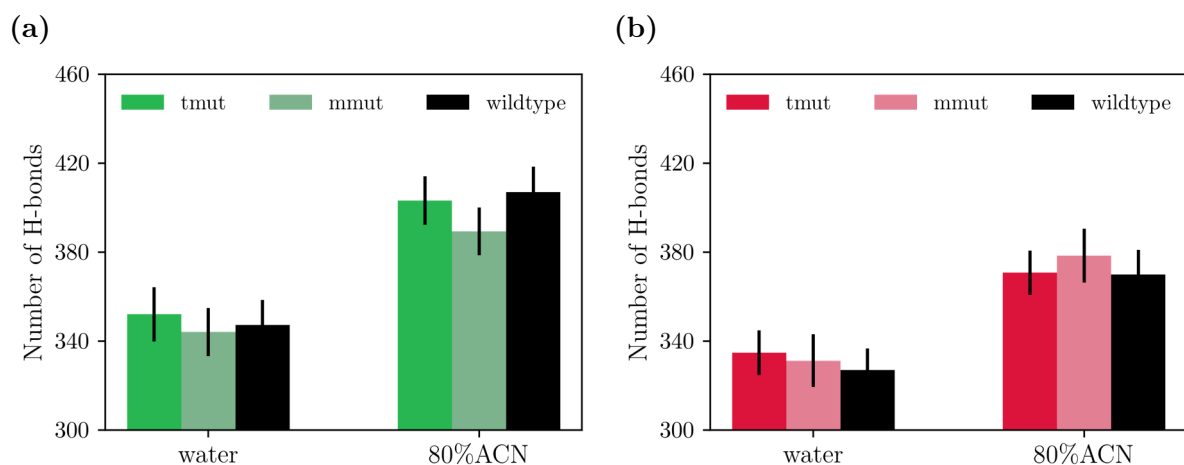 (a)
460
420
380
340
300
Number of H-bonds
tmut mmut wildtype
water 80%ACN
(b)
460
420
380
340
300
Number of H-bonds
tmut mmut wildtype
water 80%ACN